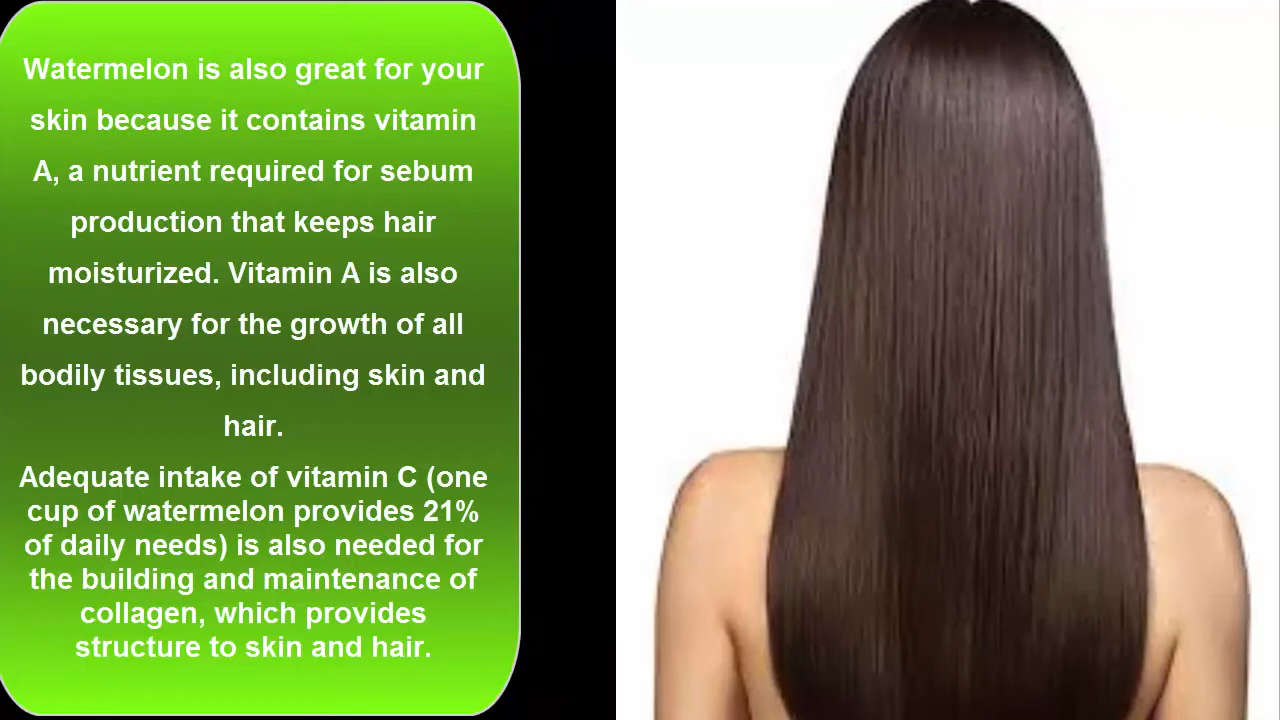 Watermelon is also great for your
skin because it contains vitamin
A, a nutrient required for sebum
production that keeps hair
moisturized. Vitamin A is also
necessary for the growth of all
bodily tissues, including skin and
hair.
Adequate intake of vitamin C (one
cup of watermelon provides 21%
of daily needs) is also needed for
the building and maintenance of
collagen, which provides
structure to skin and hair.